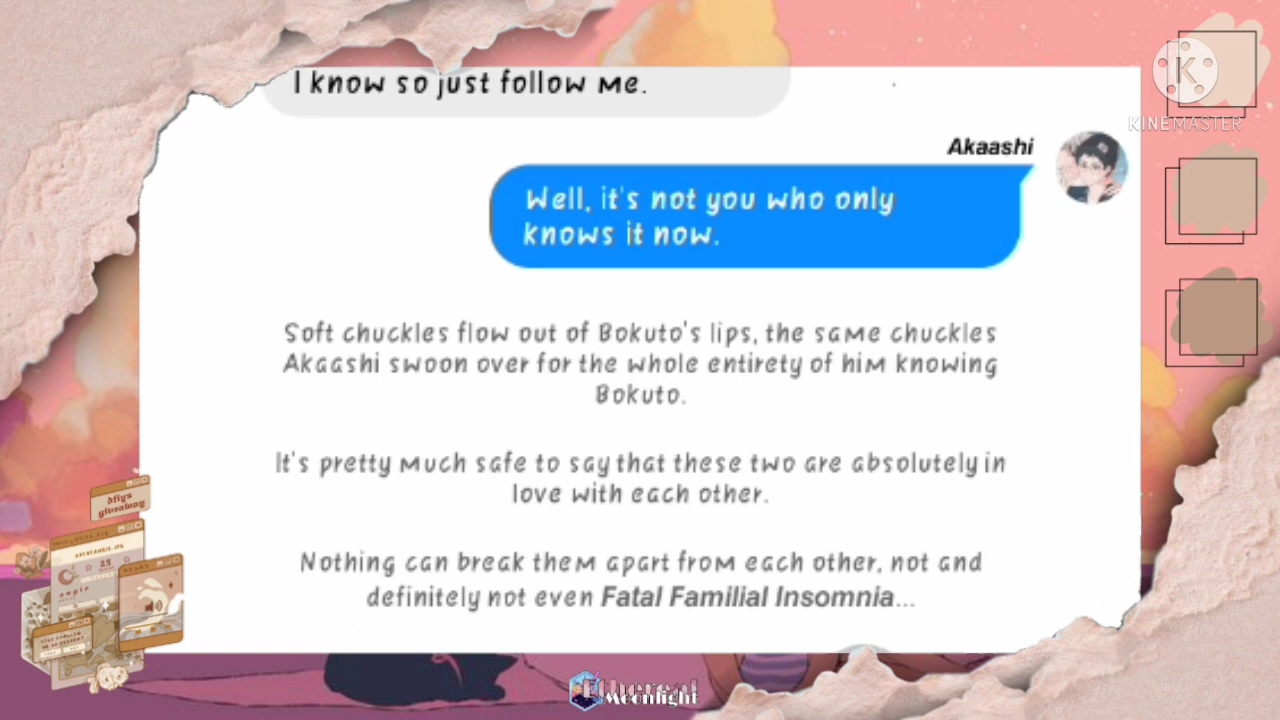 I know so just follow me.
K
KINEMASTER
Akaashi
Well, it's not you who only
knows it now.
Soft chuckles flow out of Bokuto's lips, the same chuckles
Akaashi swoon over for the whole entirety of him knowing
Bokuto.
It's pretty much safe to say that these two are absolutely in
love with each other.
Nothing can break them apart from each other, not and
definitely not even Fatal Familial Insomnia...
dtiys
giveaway
angie
Ethereal
Moonlight